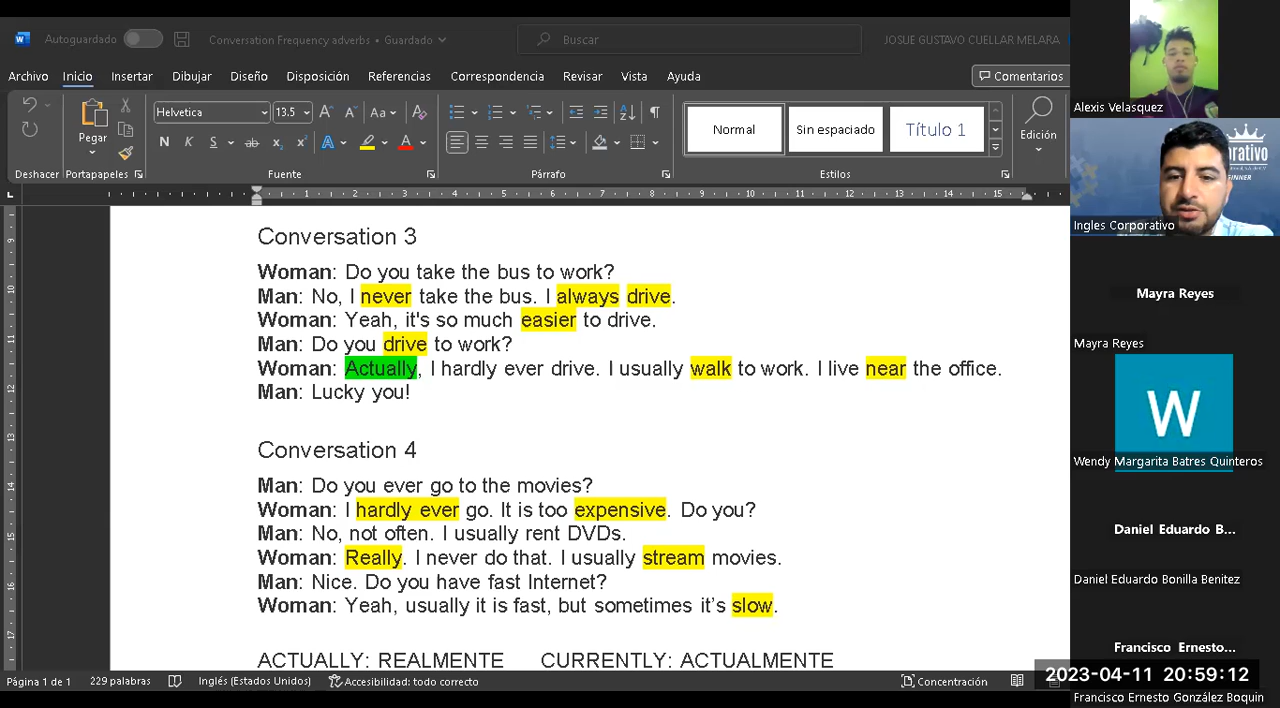 Autoguardado
Conversation Frequency adverbs • Guardado
Buscar
JOSUE GUSTAVO CUELLAR MELARA
Archivo Inicio Insertar Dibujar Diseño Disposición Referencias Correspondencia Revisar Vista Ayuda
Comentarios
Pegar
Helvetica 13.5
Normal
Sin espaciado
Título 1
Edición
Deshacer Portapapeles Fuente Párrafo Estilos
Conversation 3
Woman: Do you take the bus to work?
Man: No, I never take the bus. I always drive.
Woman: Yeah, it's so much easier to drive.
Man: Do you drive to work?
Woman: Actually, I hardly ever drive. I usually walk to work. I live near the office.
Man: Lucky you!
Conversation 4
Man: Do you ever go to the movies?
Woman: I hardly ever go. It is too expensive. Do you?
Man: No, not often. I usually rent DVDs.
Woman: Really. I never do that. I usually stream movies.
Man: Nice. Do you have fast Internet?
Woman: Yeah, usually it is fast, but sometimes it's slow.
ACTUALLY: REALMENTE CURRENTLY: ACTUALMENTE
Página 1 de 1 229 palabras Inglés (Estados Unidos) Accesibilidad: todo correcto Concentración
Alexis Velasquez
Ingles Corporativo
Mayra Reyes
Mayra Reyes
W
Wendy Margarita Batres Quinteros
Daniel Eduardo B...
Daniel Eduardo Bonilla Benitez
Francisco Ernesto...
2023-04-11 20:59:12
Francisco Ernesto González Boquin